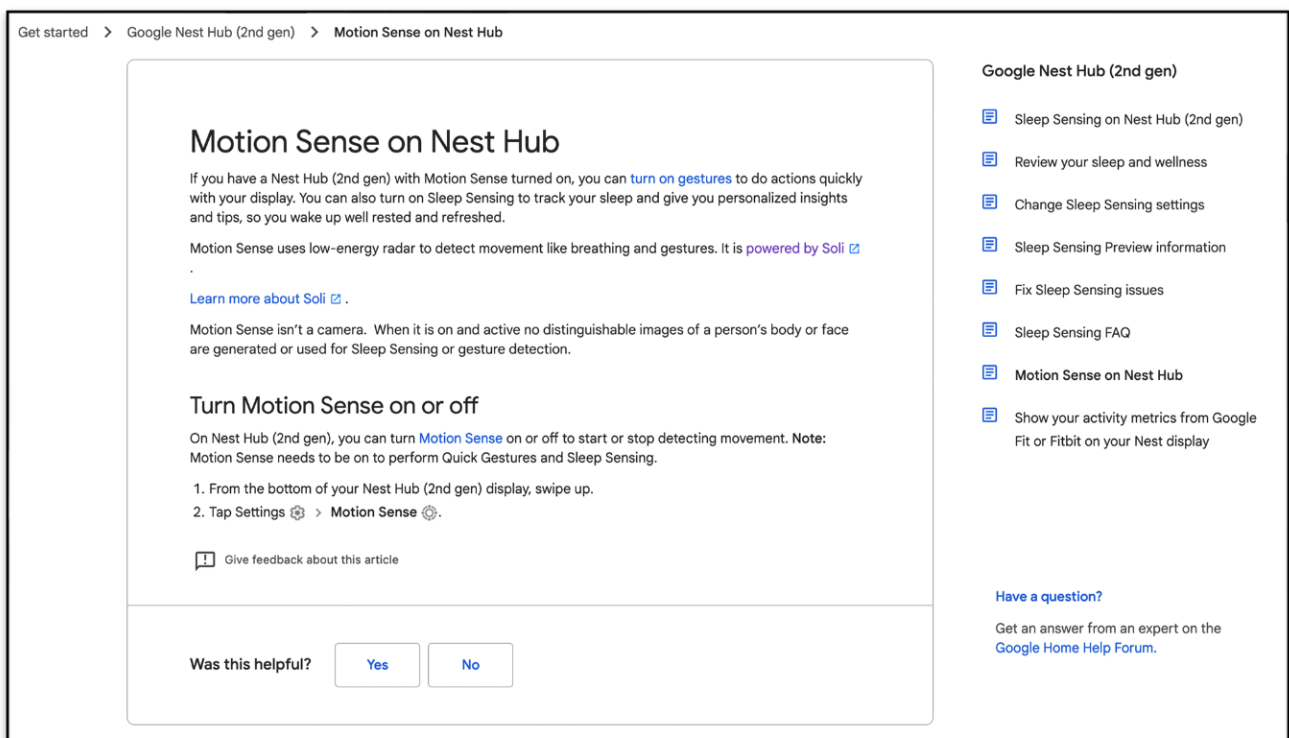 Get started > Google Nest Hub (2nd gen) > Motion Sense on Nest Hub
Motion Sense on Nest Hub
If you have a Nest Hub (2nd gen) with Motion Sense turned on, you can turn on gestures to do actions quickly
with your display. You can also turn on Sleep Sensing to track your sleep and give you personalized insights
and tips, so you wake up well rested and refreshed.
Motion Sense uses low-energy radar to detect movement like breathing and gestures. It is powered by Soli
.
Learn more about Soli .
Motion Sense isn't a camera.  When it is on and active no distinguishable images of a person's body or face
are generated or used for Sleep Sensing or gesture detection.
Turn Motion Sense on or off
On Nest Hub (2nd gen), you can turn Motion Sense on or off to start or stop detecting movement. Note:
Motion Sense needs to be on to perform Quick Gestures and Sleep Sensing.
1. From the bottom of your Nest Hub (2nd gen) display, swipe up.
2. Tap Settings > Motion Sense .
Give feedback about this article
Was this helpful?
Yes
No
Google Nest Hub (2nd gen)
Sleep Sensing on Nest Hub (2nd gen)
Review your sleep and wellness
Change Sleep Sensing settings
Sleep Sensing Preview information
Fix Sleep Sensing issues
Sleep Sensing FAQ
Motion Sense on Nest Hub
Show your activity metrics from Google
Fit or Fitbit on your Nest display
Have a question?
Get an answer from an expert on the
Google Home Help Forum.